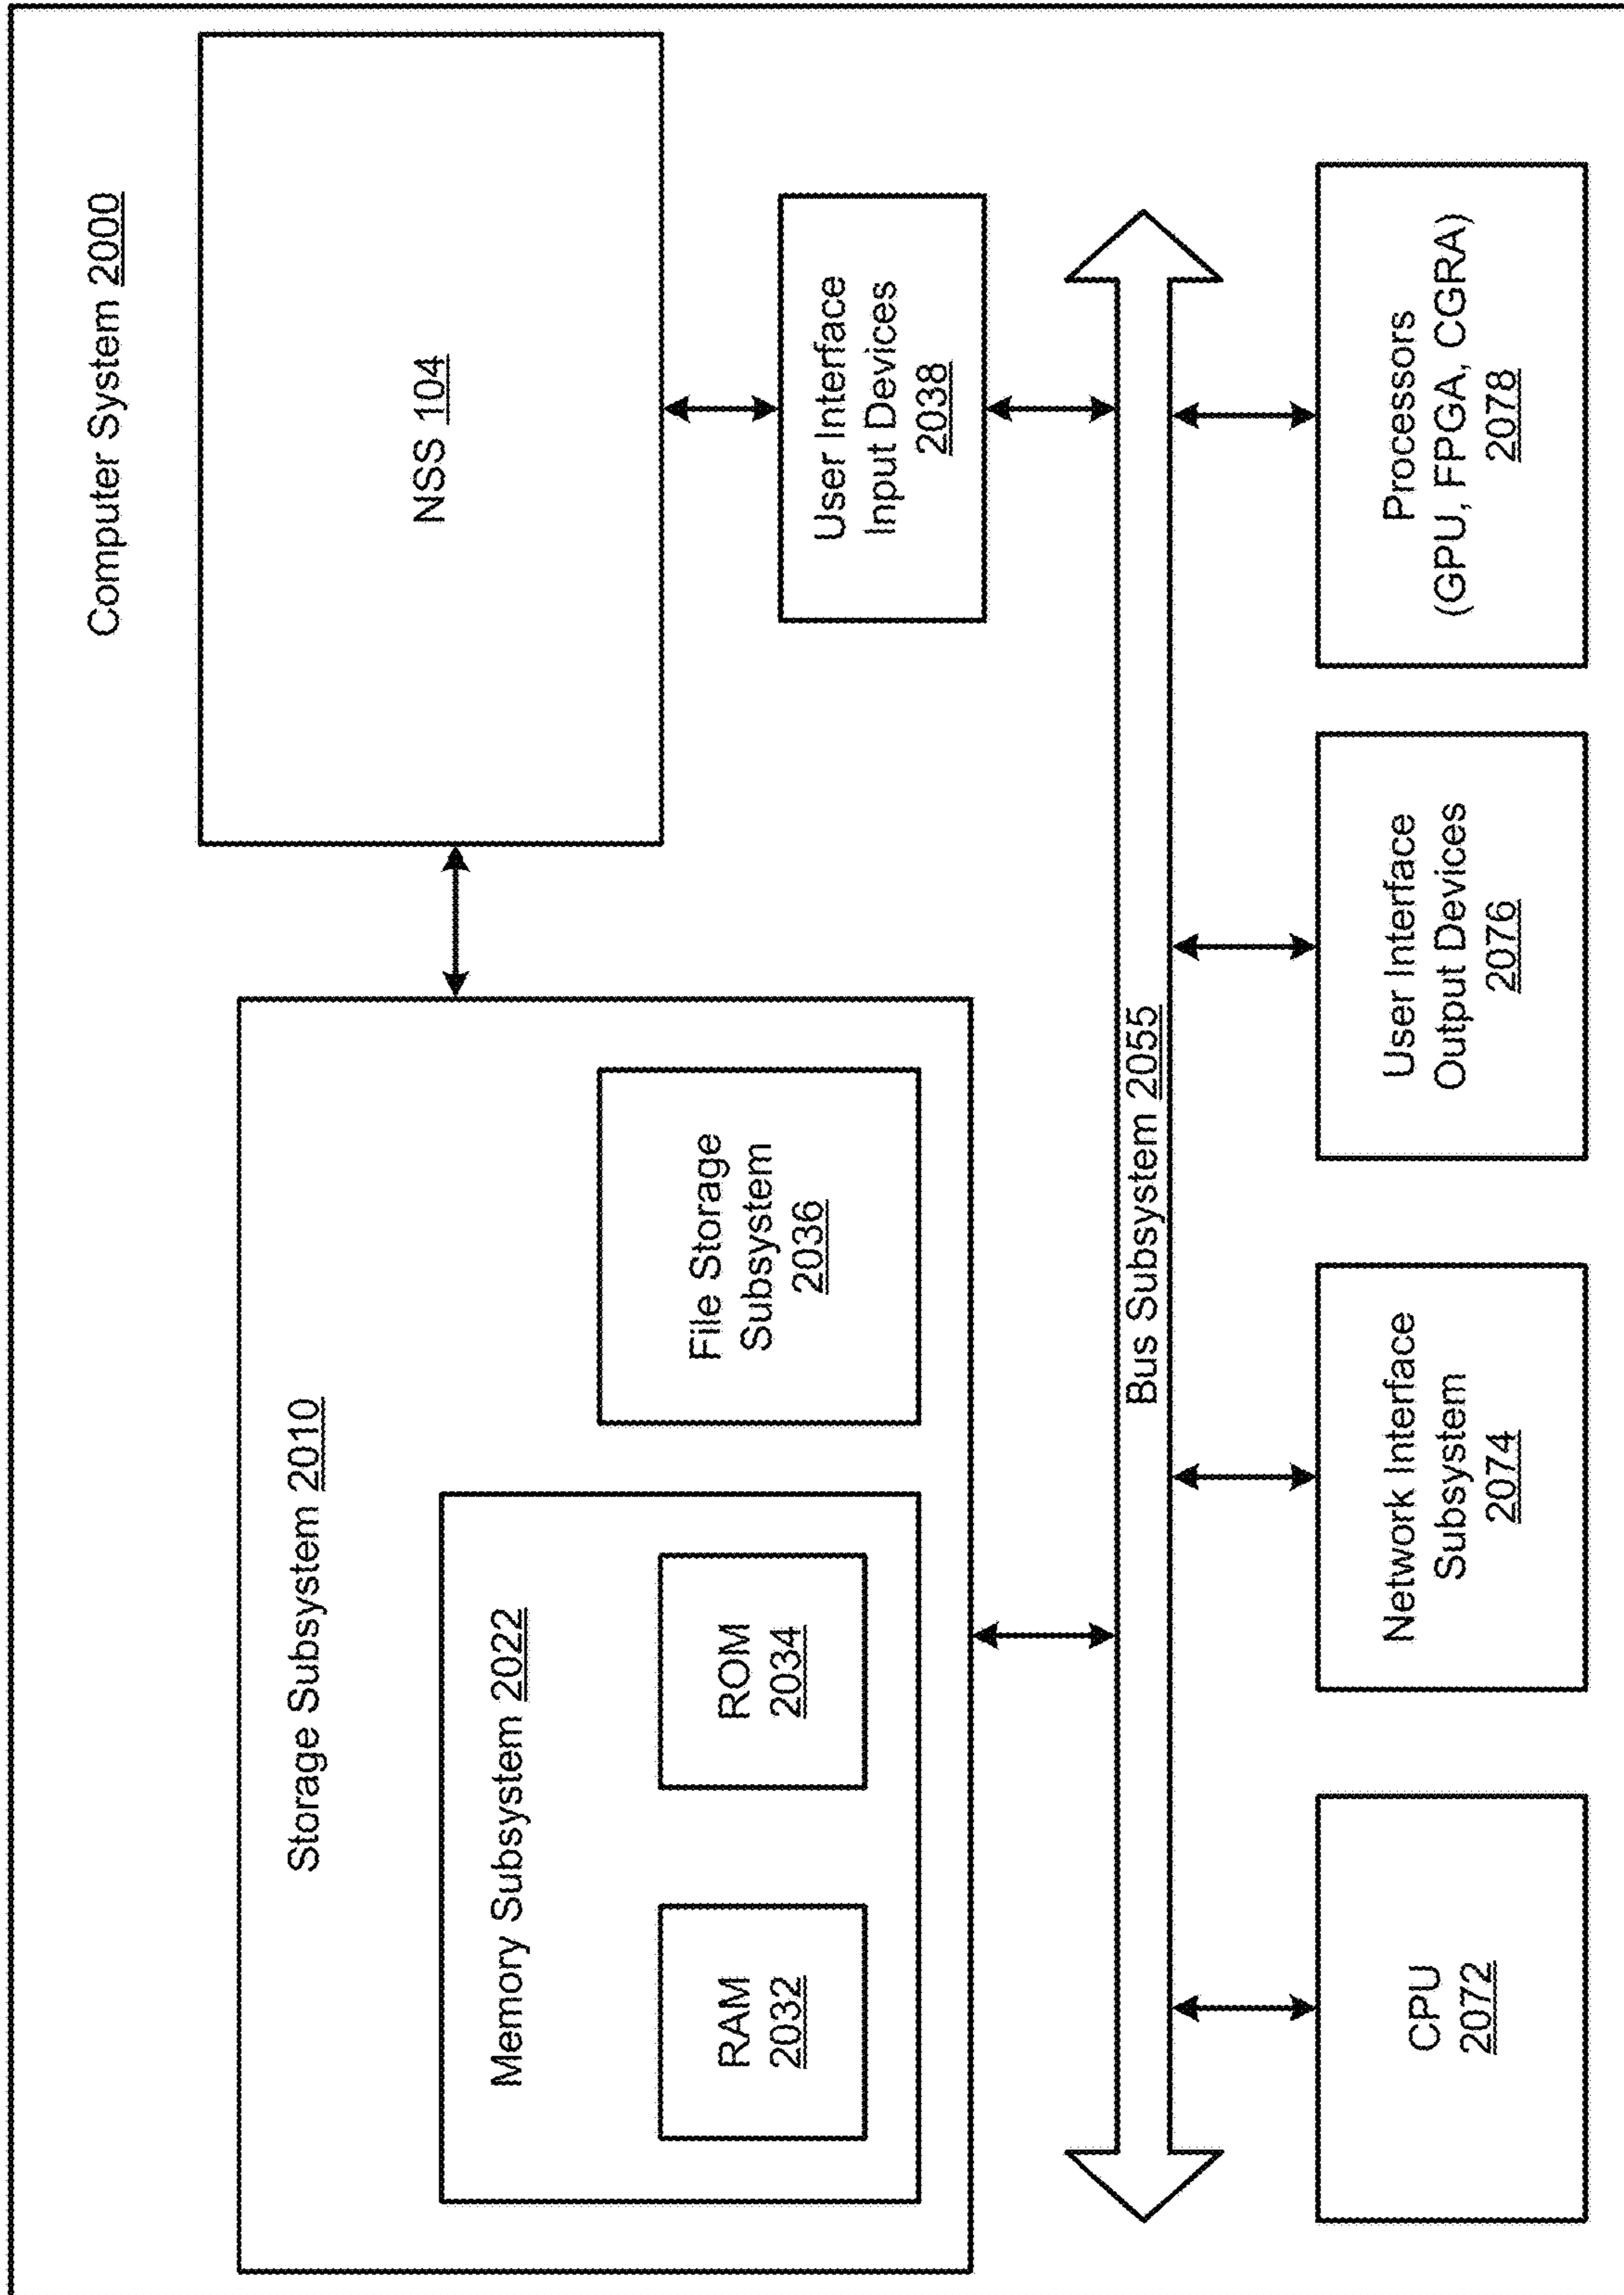 Computer System 2000
Storage Subsystem 2010
NSS 104
Memory Subsystem 2022
RAM
2032
ROM
2034
File Storage
Subsystem
2036
User Interface
Input Devices
2038
Bus Subsystem 2055
CPU
2072
Network Interface
Subsystem
2074
User Interface
Output Devices
2076
Processors
(GPU, FPGA, CGRA)
2078